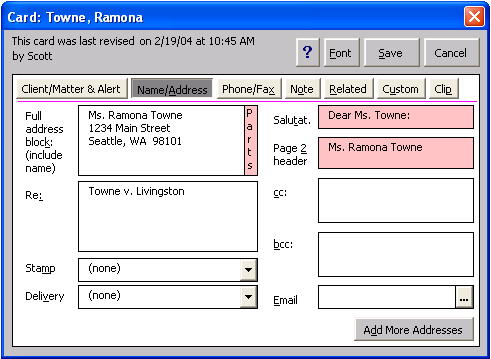 Card: Towne, Ramona
This card was last revised on 2/19/04 at 10:45 AM
by Scott
?
Font
Save
Cancel
Client/Matter & Alert
Name/Address
Phone/Fax
Note
Related
Custom
Clip
Full
address
block:
(include
name)
Ms. Ramona Towne
1234 Main Street
Seattle, WA 98101
Parts
Re:
Towne v. Livingston
Stamp
(none)
Delivery
(none)
Salutat.
Dear Ms. Towne:
Page 2
header
Ms. Ramona Towne
cc:
bcc:
Email
...
Add More Addresses